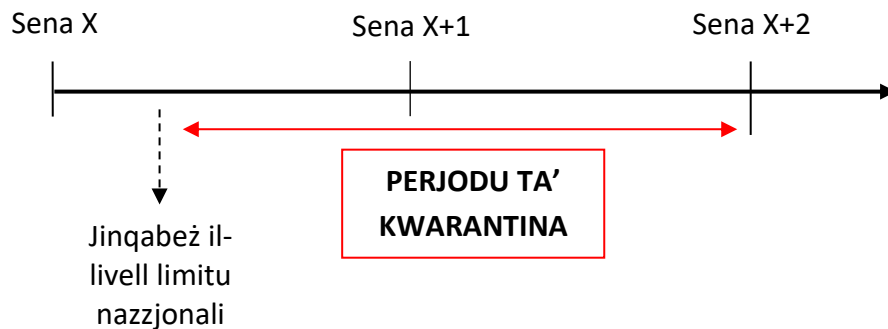 Sena X
Sena X+1
Sena X+2
PERJODU TA’
KWARANTINA
Jinqabeż il-
livell limitu
nazzjonali